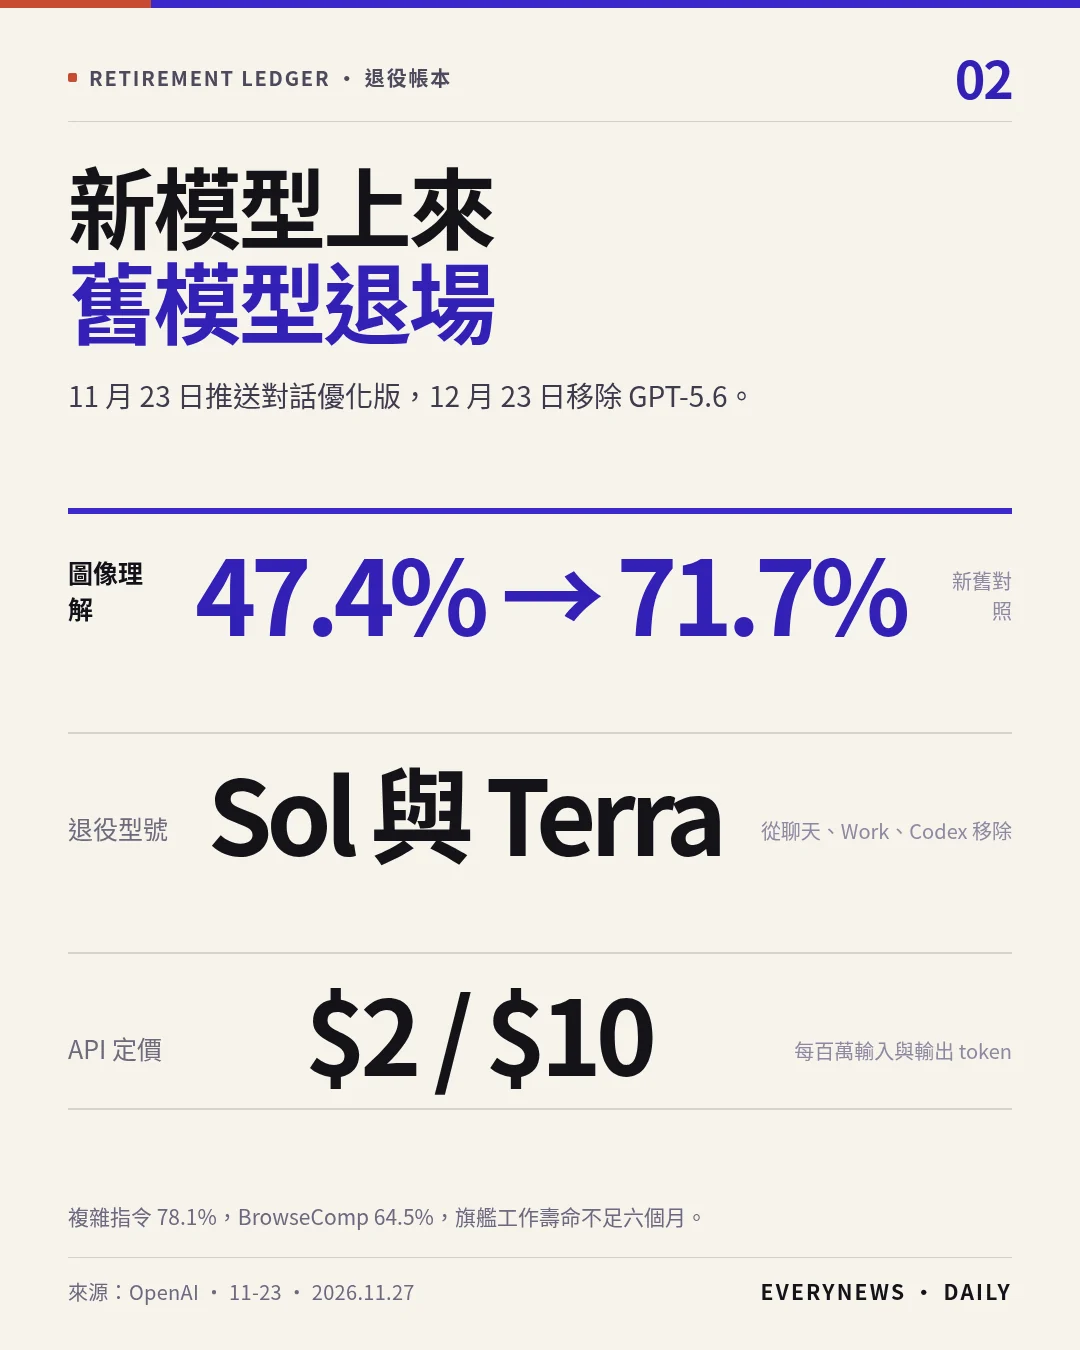 RETIREMENT LEDGER · 退役帳本
02
新模型上來
舊模型退場
11 月 23 日推送對話優化版，12 月 23 日移除 GPT-5.6。
圖像理
解
47.4% → 71.7%
新舊對
照
退役型號
Sol 與 Terra
從聊天、Work、Codex 移除
API 定價
$2 / $10
每百萬輸入與輸出 token
複雜指令 78.1%，BrowseComp 64.5%，旗艦工作壽命不足六個月。
來源：OpenAI · 11-23 · 2026.11.27
EVERYNEWS · DAILY